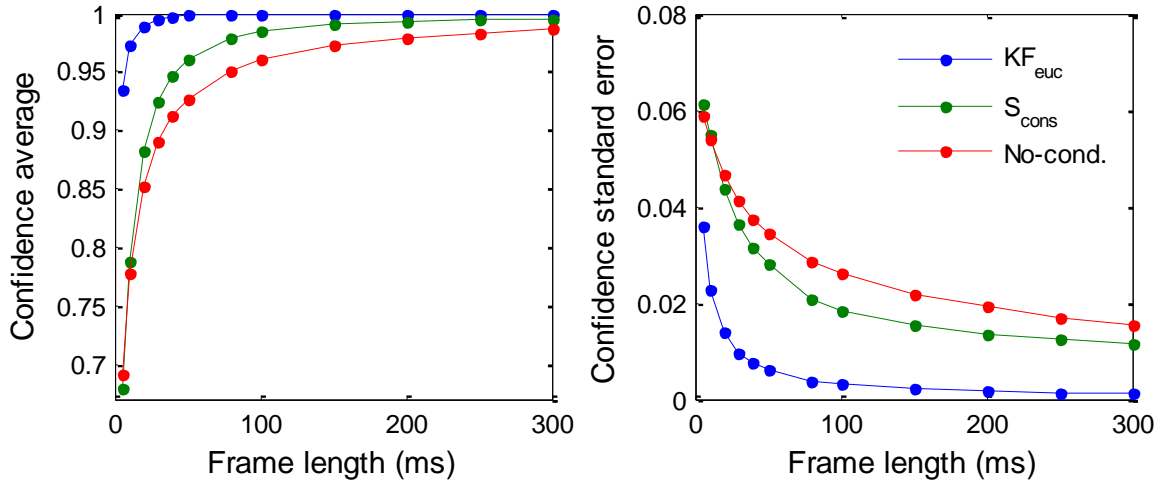 1
0.95
0.9
0.85
0.8
0.75
0.7
0 100 200 300
Confidence average
Frame length (ms)
0.08
0.06
0.04
0.02
0
0 100 200 300
Confidence standard error
Frame length (ms)
KF_euc
S_cons
No-cond.